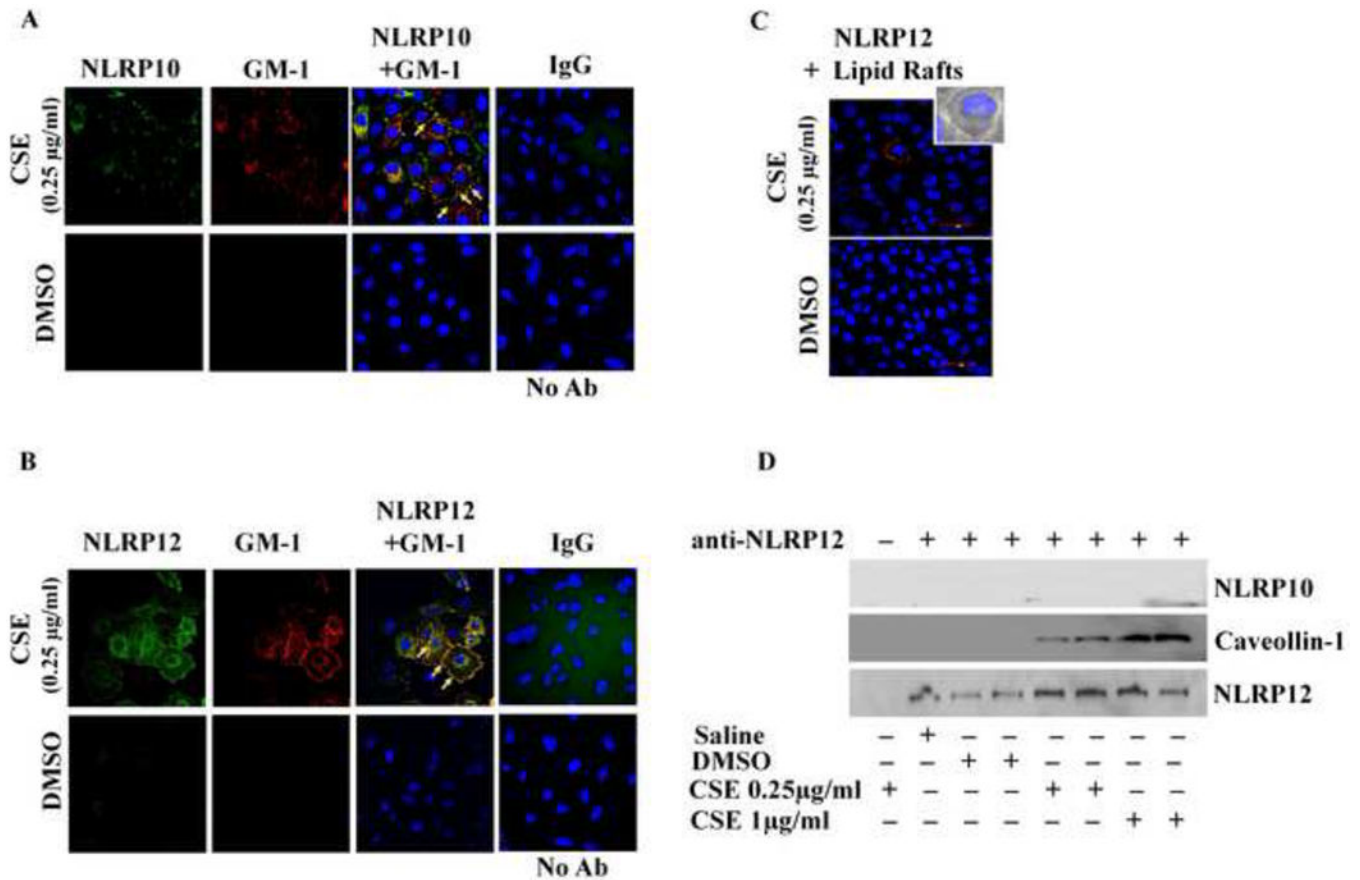 A
NLRP10 GM-1 NLRP10 +GM-1 IgG
CSE (0.25 µg/ml)
DMSO
No Ab
C
NLRP12
+ Lipid Rafts
CSE (0.25 µg/ml)
DMSO
B
NLRP12 GM-1 NLRP12 +GM-1 IgG
CSE (0.25 µg/ml)
DMSO
No Ab
D
anti-NLRP12 – + + + + + + +
NLRP10
Caveollin-1
NLRP12
Saline – + – – – – – –
DMSO – – + + – – – –
CSE 0.25µg/ml + – – – + + – –
CSE 1µg/ml – – – – – – + +